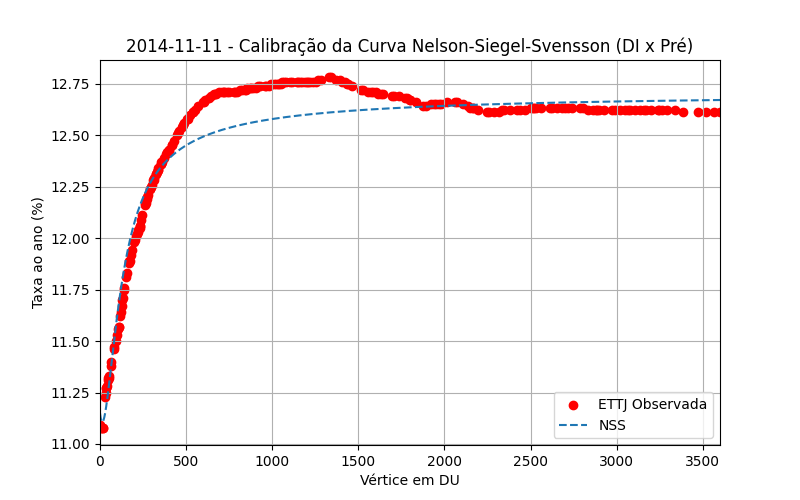 2014-11-11 - Calibração da Curva Nelson-Siegel-Svensson (DI x Pré)
Taxa ao ano (%)
12.75
12.50
12.25
12.00
11.75
11.50
11.25
11.00
0 500 1000 1500 2000 2500 3000 3500
Vértice em DU
ETTJ Observada
NSS